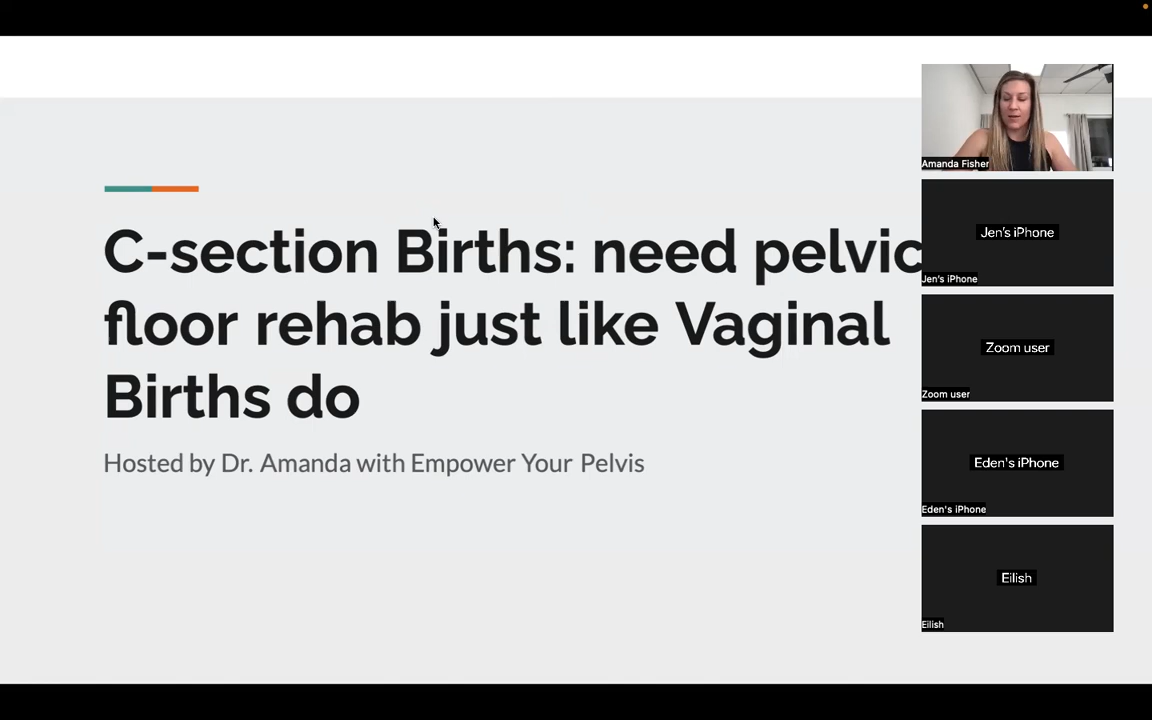 C-section Births: need pelvic
floor rehab just like Vaginal
Births do
Hosted by Dr. Amanda with Empower Your Pelvis
Amanda Fisher
Jen's iPhone
Jen's iPhone
Zoom user
Zoom user
Eden's iPhone
Eden's iPhone
Eilish
Eilish